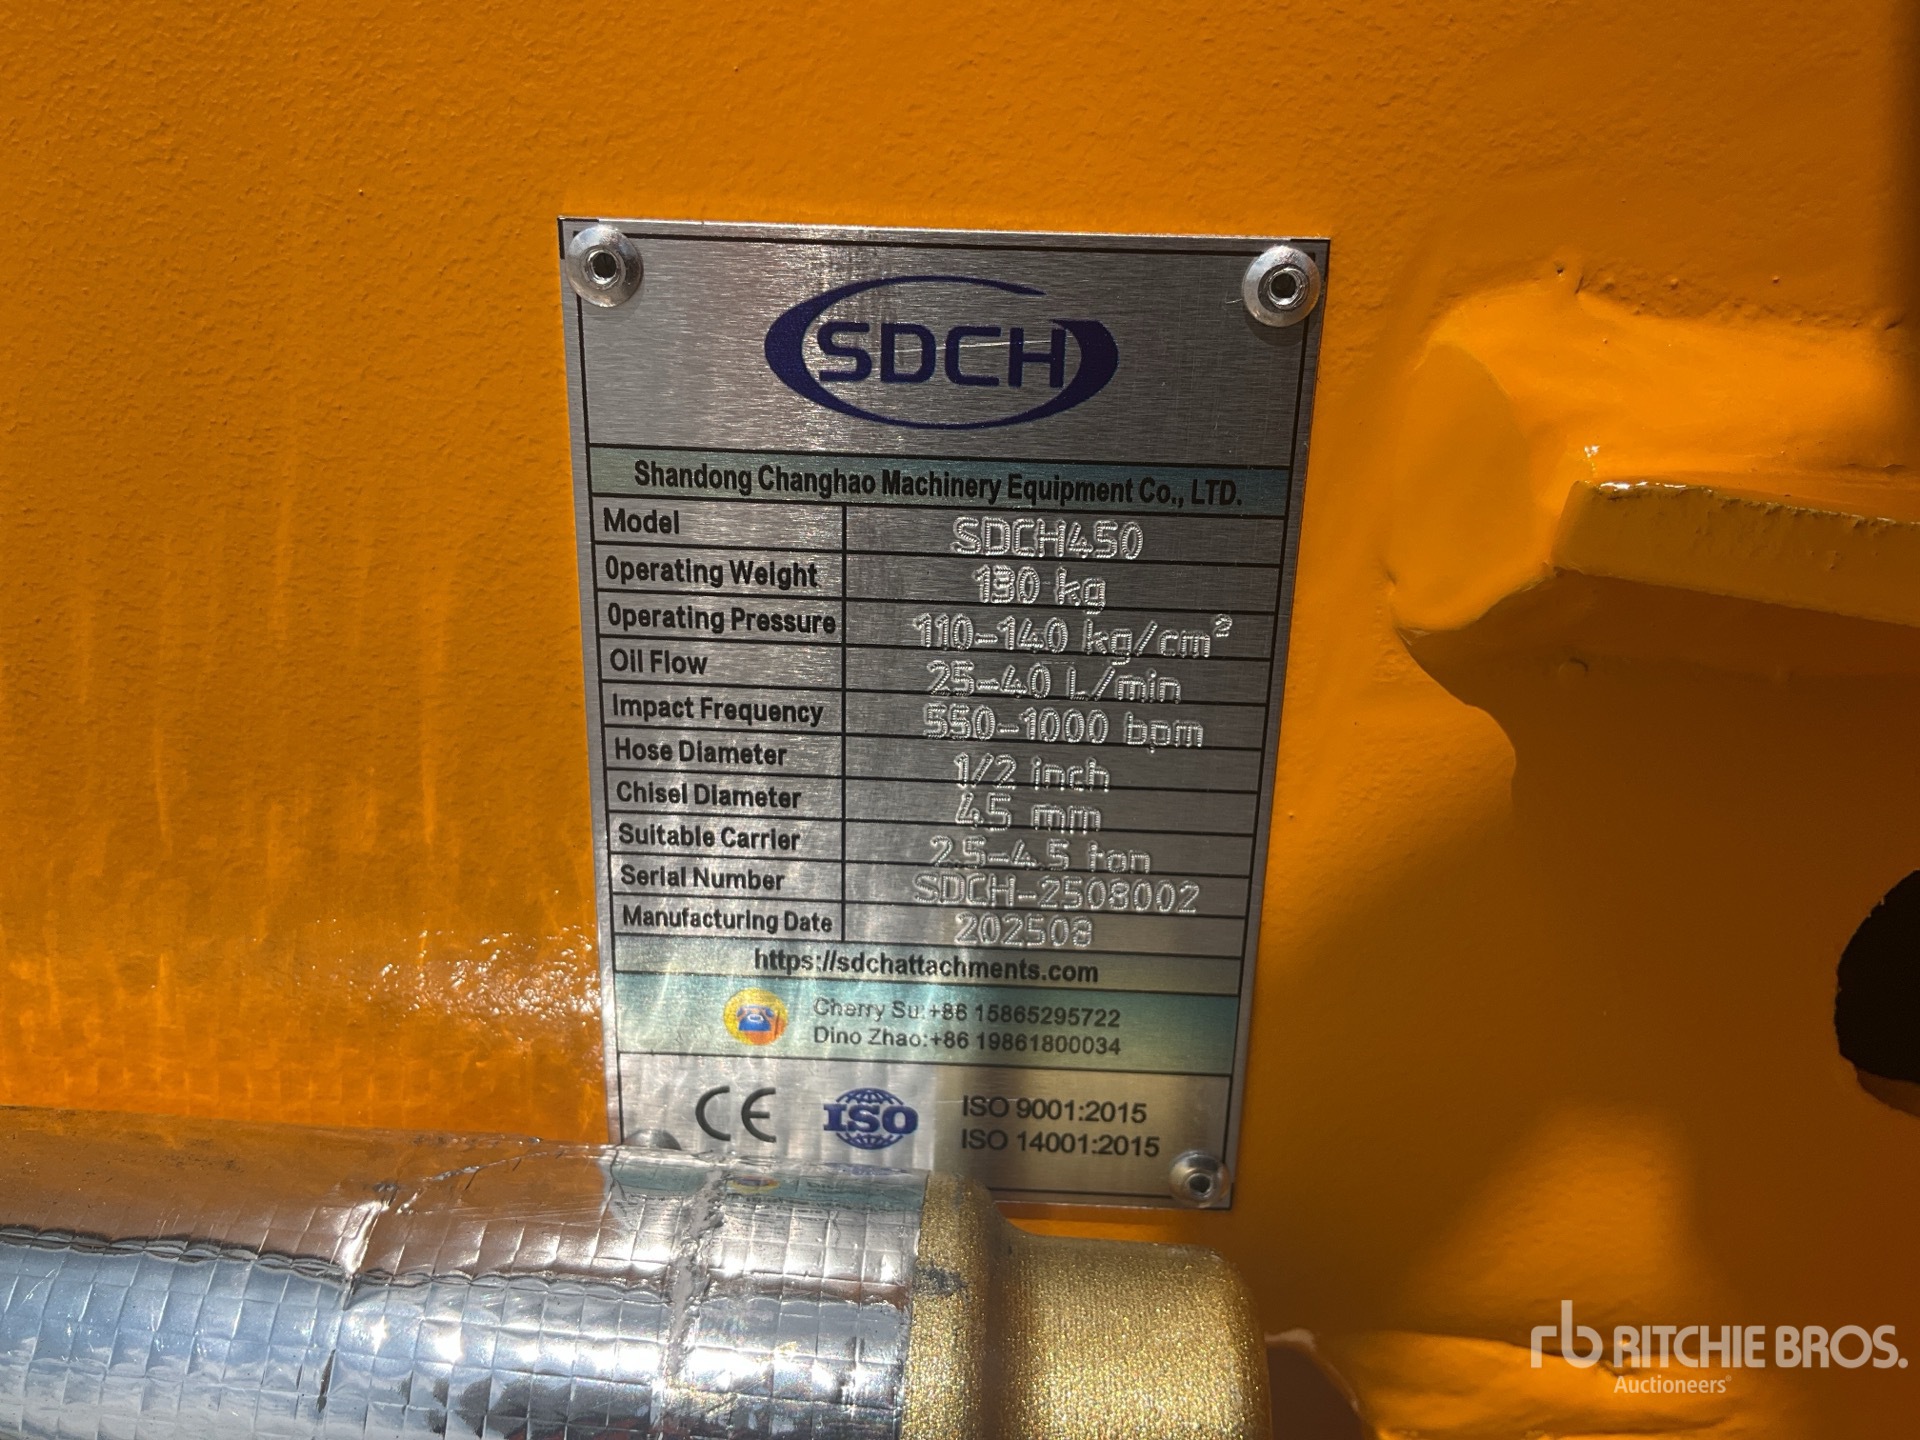 SDCH
Shandong Changhao Machinery Equipment Co., LTD.
Model SDCH450
Operating Weight 130 kg
Operating Pressure 110-140 kg/cm²
Oil Flow 25-40 L/min
Impact Frequency 550-1000 bpm
Hose Diameter 1/2 inch
Chisel Diameter 45 mm
Suitable Carrier 2.5-4.5 ton
Serial Number SDCH-2508002
Manufacturing Date 202508
https://sdchattachments.com
Cherry Su:+86 15865295722
Dino Zhao:+86 19861800034
CE ISO ISO 9001:2015
ISO 14001:2015
rb RITCHIE BROS.
Auctioneers®